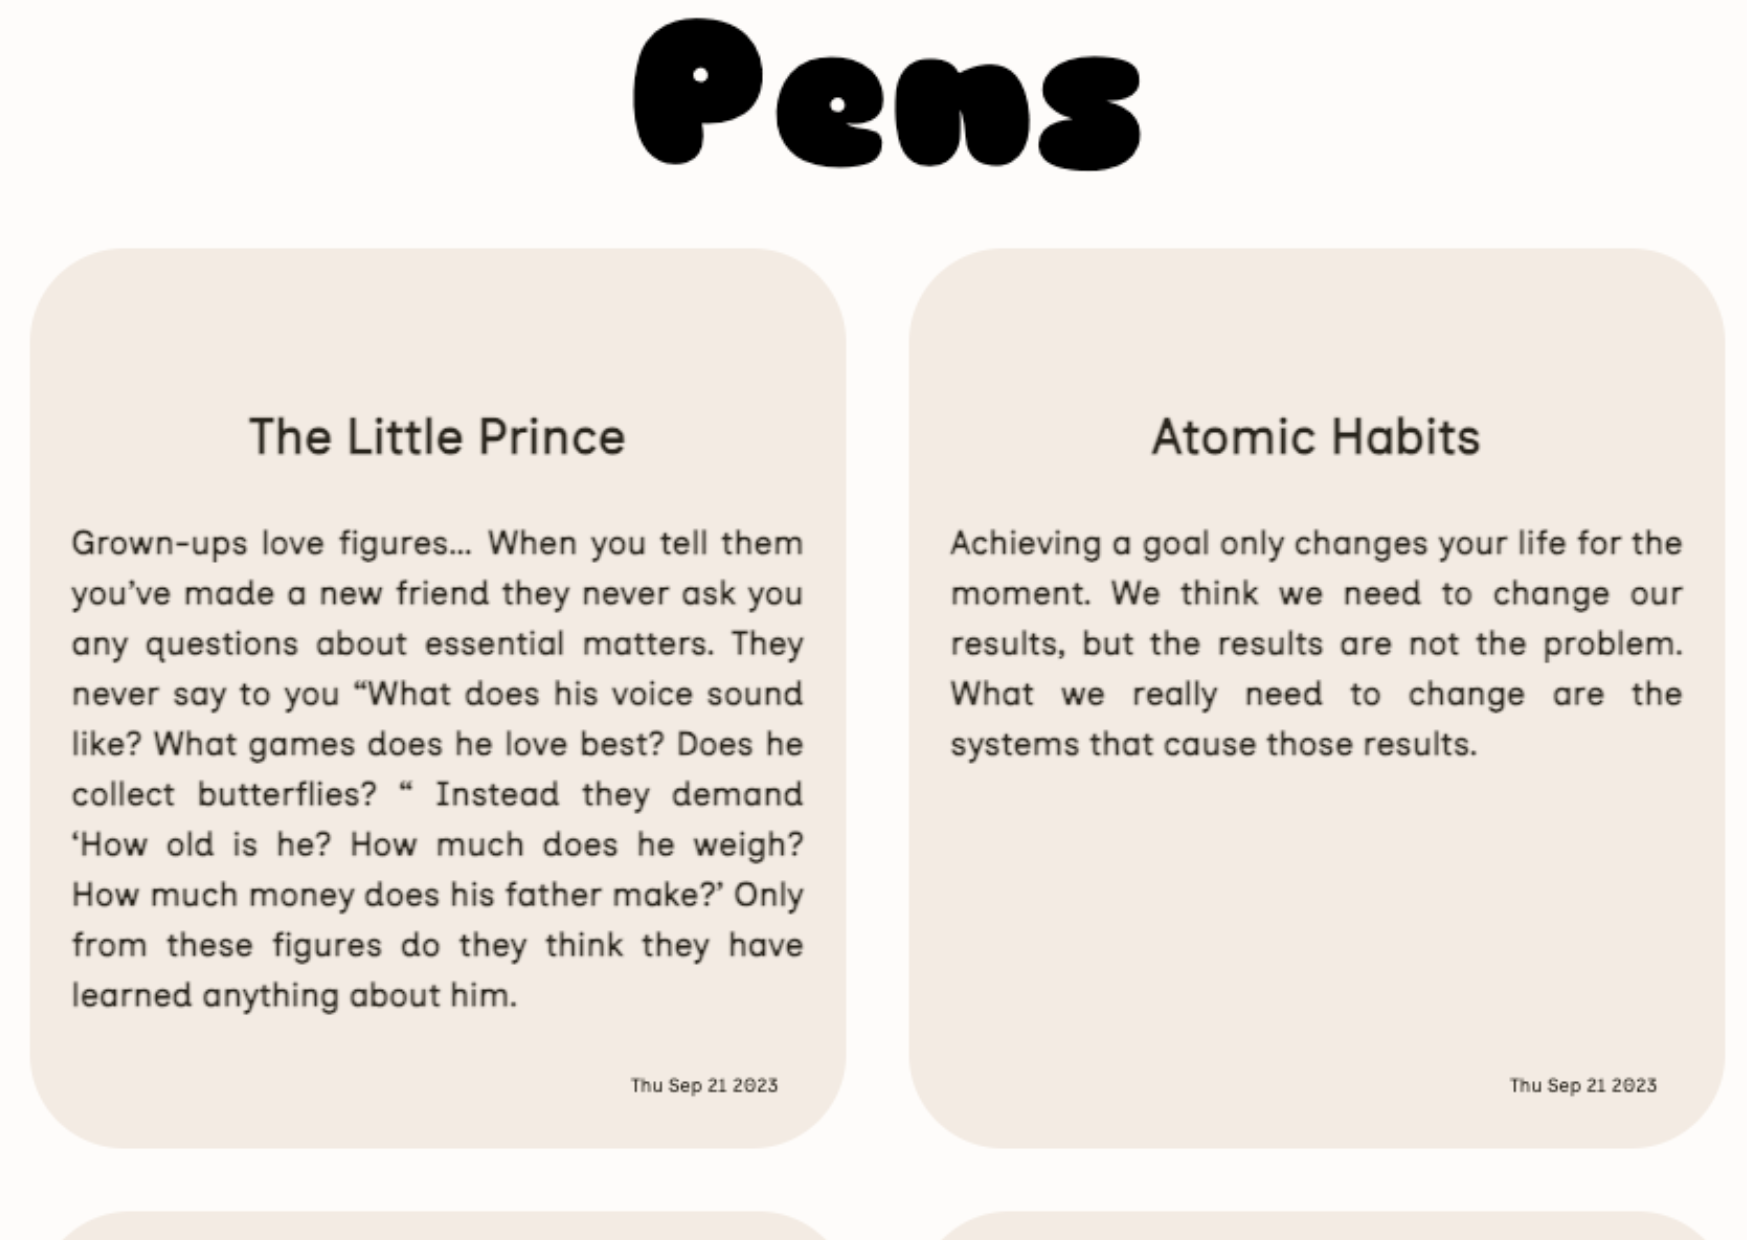 Pens
The Little Prince
Grown-ups love figures... When you tell them
you’ve made a new friend they never ask you
any questions about essential matters. They
never say to you “What does his voice sound
like? What games does he love best? Does he
collect butterflies? “ Instead they demand
‘How old is he? How much does he weigh?
How much money does his father make?’ Only
from these figures do they think they have
learned anything about him.
Thu Sep 21 2023
Atomic Habits
Achieving a goal only changes your life for the
moment. We think we need to change our
results, but the results are not the problem.
What we really need to change are the
systems that cause those results.
Thu Sep 21 2023